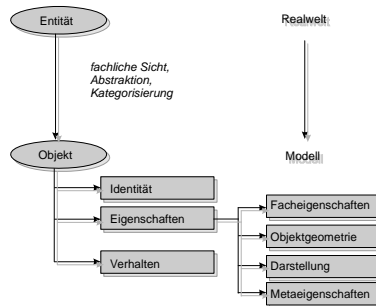 Entität
Realwelt
fachliche Sicht,
Abstraktion,
Kategorisierung
Objekt
Modell
Identität
Eigenschaften
Facheigenschaften
Objektgeometrie
Verhalten
Darstellung
Metaeigenschaften